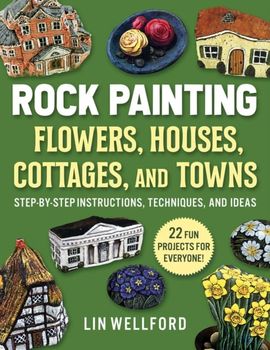 ROCK PAINTING
FLOWERS, HOUSES,
COTTAGES, AND TOWNS
STEP-BY-STEP INSTRUCTIONS, TECHNIQUES, AND IDEAS
22 FUN
PROJECTS FOR
EVERYONE!
LIN WELLFORD